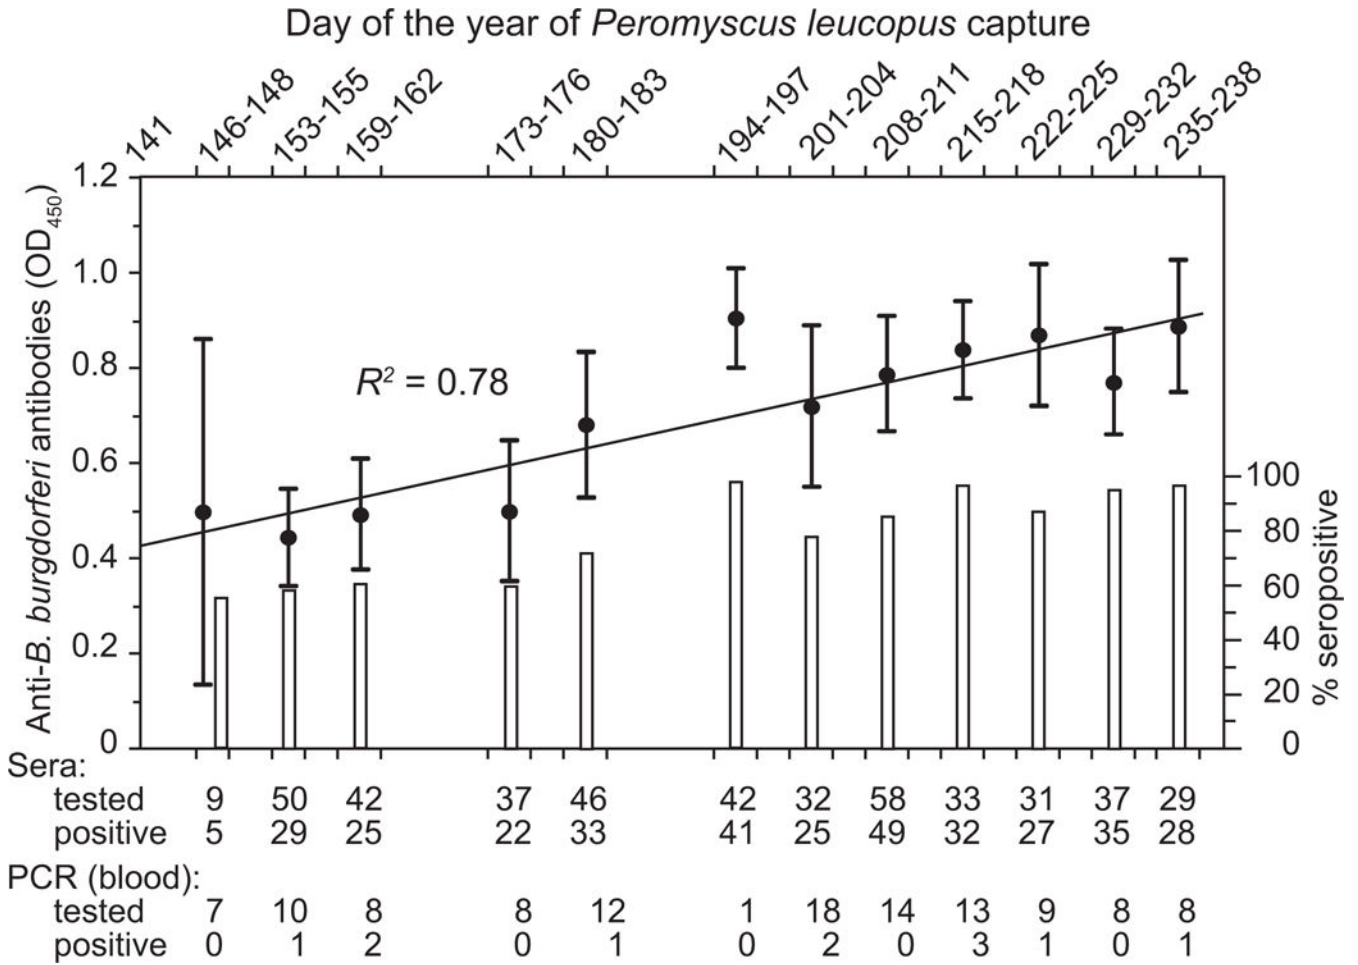 Day of the year of Peromyscus leucopus capture
141 146-148 153-155 159-162 173-176 180-183 194-197 201-204 208-211 215-218 222-225 229-232 235-238
Anti-B. burgdorferi antibodies (OD450)
1.2
1.0
0.8
0.6
0.4
0.2
0
R2 = 0.78
100
80
60
40
20
0
% seropositive
Sera:
tested 9 50 42 37 46 42 32 58 33 31 37 29
positive 5 29 25 22 33 41 25 49 32 27 35 28
PCR (blood):
tested 7 10 8 8 12 1 18 14 13 9 8 8
positive 0 1 2 0 1 0 2 0 3 1 0 1